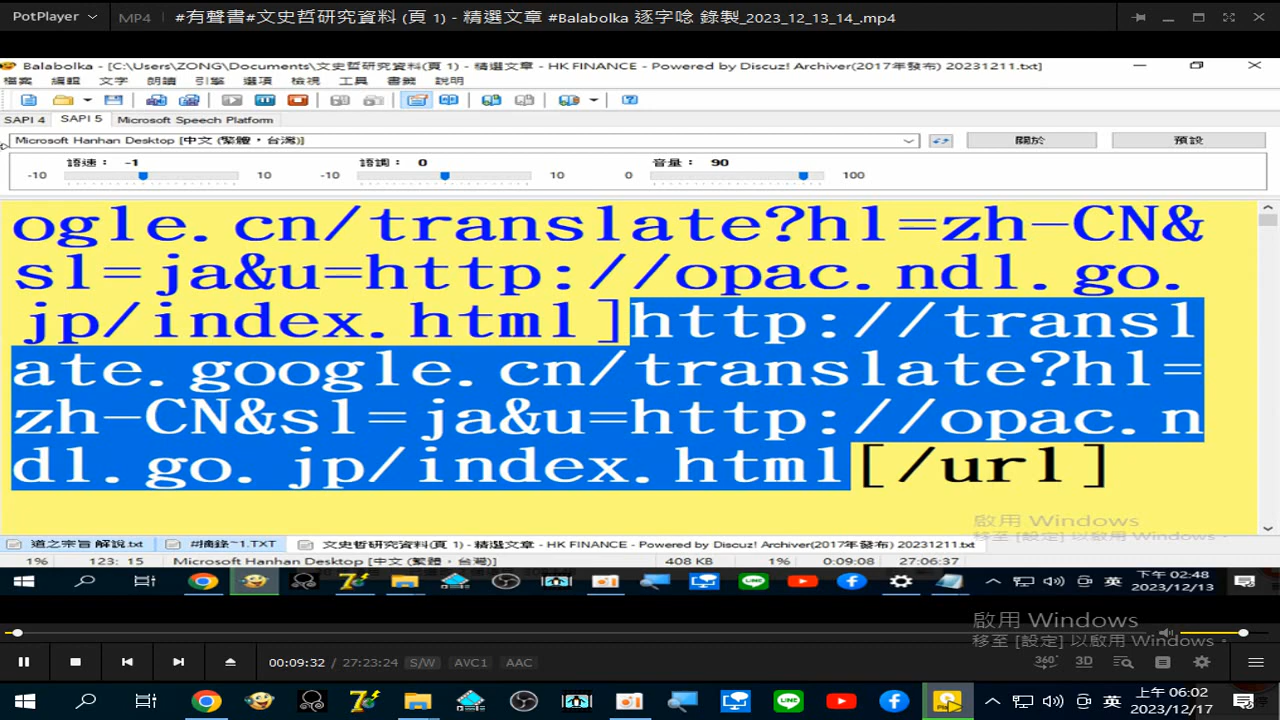 PotPlayer
MP4
#有聲書#文史哲研究資料 (頁 1) - 精選文章 #Balabolka 逐字唸 錄製_2023_12_13_14_.mp4
Balabolka - [C:\Users\ZONG\Documents\文史哲研究資料(頁 1) - 精選文章 - HK FINANCE - Powered by Discuz! Archiver(2017年發布) 20231211.txt]
檔案 編輯 文字 朗讀 引擎 選項 檢視 工具 書籤 說明
SAPI 4 SAPI 5 Microsoft Speech Platform
Microsoft Hanhan Desktop [中文 (繁體，台灣)]
關於
預設
語速： -1
語調： 0
音量： 90
-10 10 -10 10 0 100
ogle.cn/translate?hl=zh-CN&
sl=ja&u=http://opac.ndl.go.
jp/index.html]http://transl
ate.google.cn/translate?hl=
zh-CN&sl=ja&u=http://opac.n
dl.go.jp/index.html[/url]
啟用 Windows
移至 [設定] 以啟用 Windows。
道之宗旨 解說.txt
#摘錄~1.TXT
文史哲研究資料(頁 1) - 精選文章 - HK FINANCE - Powered by Discuz! Archiver(2017年發布) 20231211.txt
1% 123: 15 Microsoft Hanhan Desktop [中文 (繁體，台灣)] 408 KB 1% 0:09:08 27:06:37
英
下午 02:48
2023/12/13
啟用 Windows
移至 [設定] 以啟用 Windows。
00:09:32 / 27:23:24 S/W AVC1 AAC
360° 3D
英
上午 06:02
2023/12/17